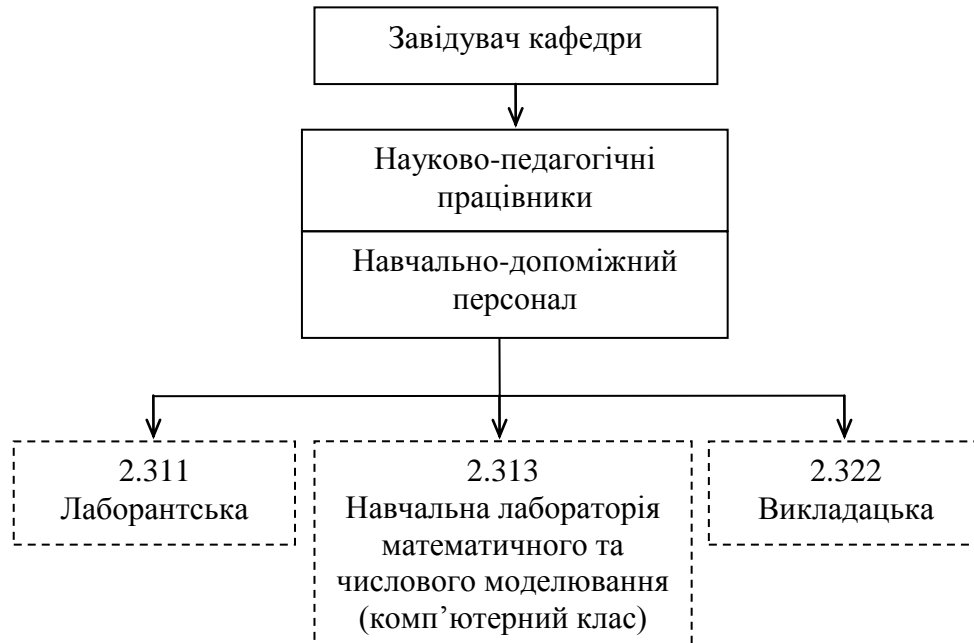 Завідувач кафедри
Науково-педагогічні
працівники
Навчально-допоміжний
персонал
2.311
Лаборантська
2.313
Навчальна лабораторія
математичного та
числового моделювання
(комп’ютерний клас)
2.322
Викладацька